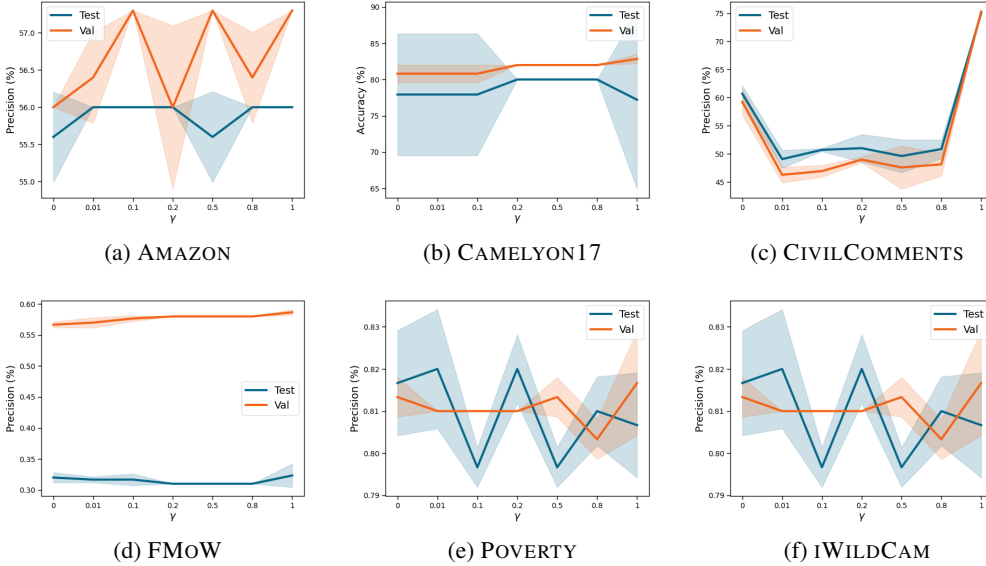 Test
Val
57.0
56.5
56.0
55.5
55.0
Precision (%)
0 0.01 0.1 0.2 0.5 0.8 1
γ
(a) AMAZON
Test
Val
90
85
80
75
70
65
Accuracy (%)
0 0.01 0.1 0.2 0.5 0.8 1
γ
(b) CAMELYON17
Test
Val
75
70
65
60
55
50
45
Precision (%)
0 0.01 0.1 0.2 0.5 0.8 1
γ
(c) CIVILCOMMENTS
0.60
0.55
0.50
0.45
0.40
0.35
0.30
Precision (%)
Test
Val
0 0.01 0.1 0.2 0.5 0.8 1
γ
(d) FMOW
Test
Val
0.83
0.82
0.81
0.80
0.79
Precision (%)
0 0.01 0.1 0.2 0.5 0.8 1
γ
(e) POVERTY
Test
Val
0.83
0.82
0.81
0.80
0.79
Precision (%)
0 0.01 0.1 0.2 0.5 0.8 1
γ
(f) IWILDCAM